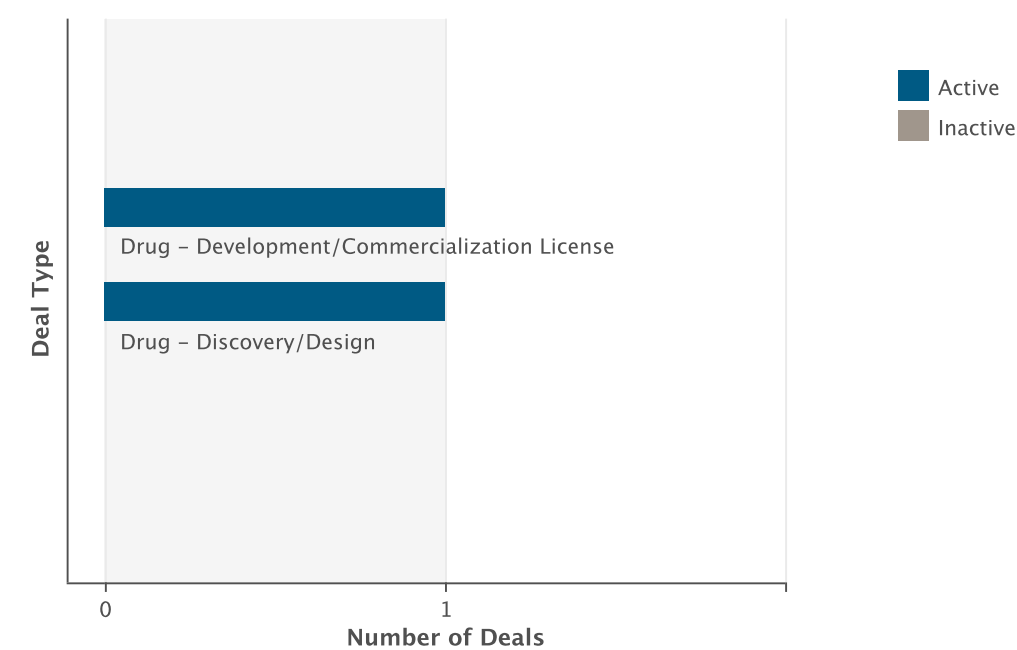 Active
Inactive
Drug – Development/Commercialization License
Drug – Discovery/Design
Deal Type
0
1
Number of Deals